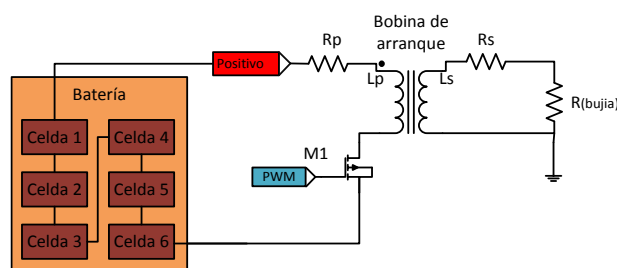 Bobina de
arranque
Rp
Rs
Positivo
Lp
Ls
R(bujia)
Batería
Celda 1
Celda 4
M1
PWM
Celda 2
Celda 5
Celda 3
Celda 6